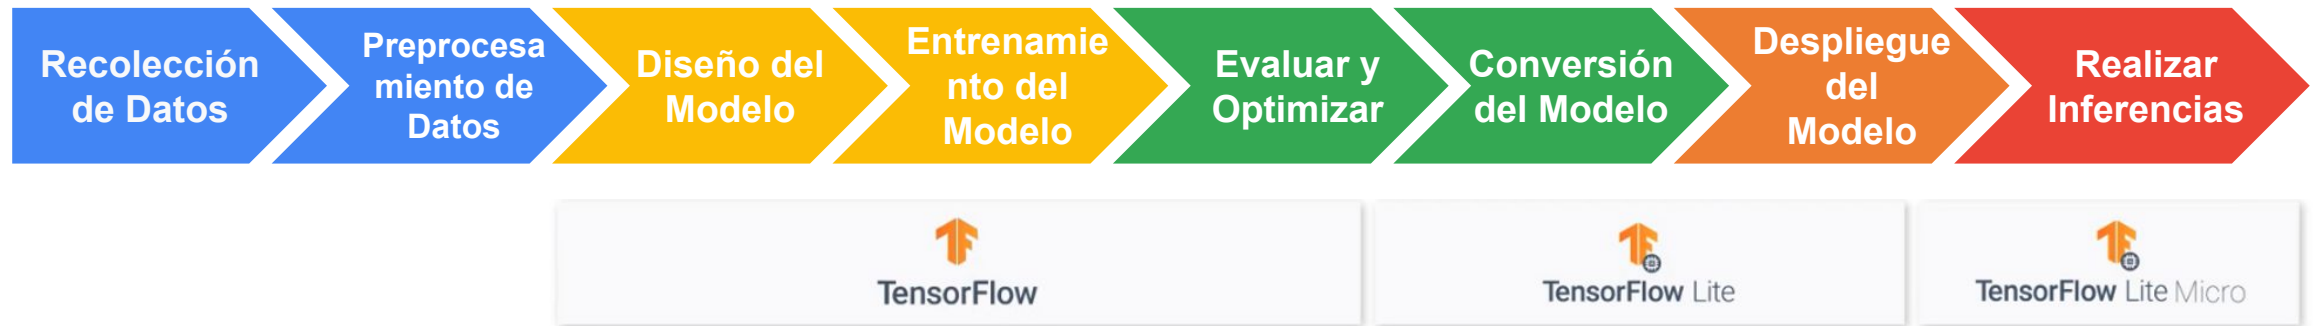 Recolección
de Datos
Preprocesa
miento de
Datos
Diseño del
Modelo
Entrenamie
nto del
Modelo
Evaluar y
Optimizar
Conversión
del Modelo
Despliegue
del
Modelo
Realizar
Inferencias
TensorFlow
TensorFlow Lite
TensorFlow Lite Micro